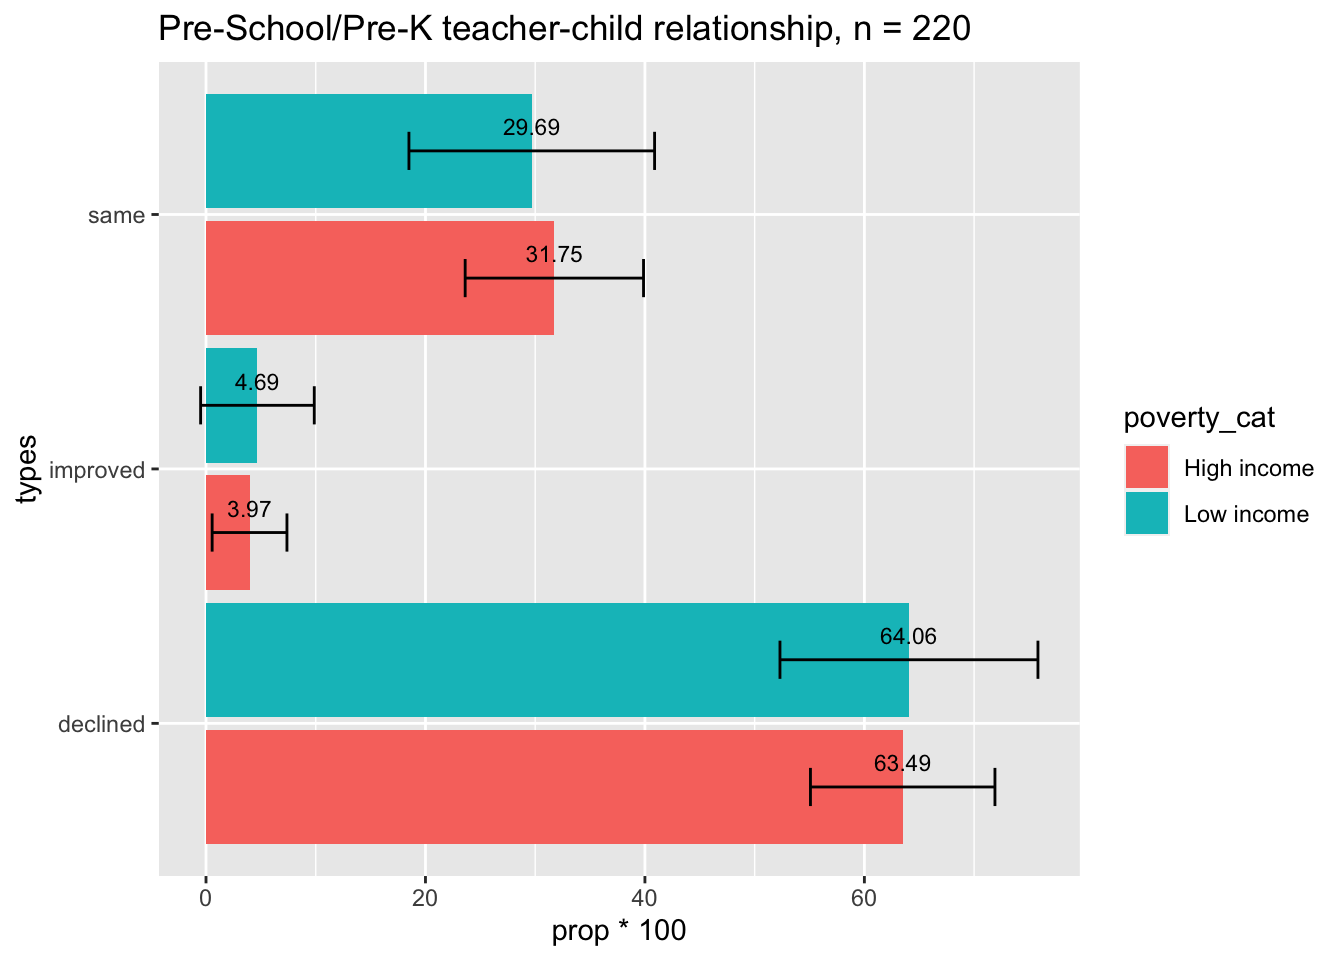 Pre-School/Pre-K teacher-child relationship, n = 220
29.69
same
31.75
4.69
improved
3.97
64.06
declined
63.49
types
0 20 40 60
prop * 100
poverty_cat
High income
Low income